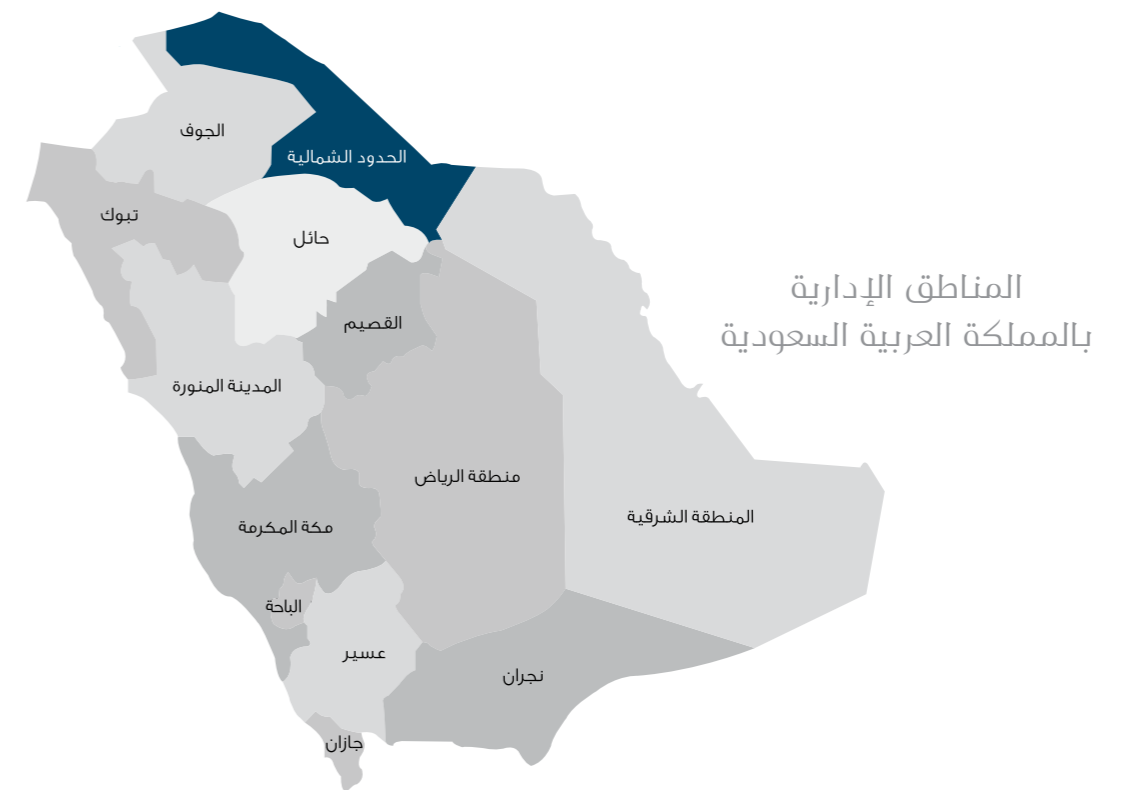 المناطق الإدارية
بالمملكة العربية السعودية
الجوف
الحدود الشمالية
تبوك
حائل
القصيم
المدينة المنورة
منطقة الرياض
المنطقة الشرقية
مكة المكرمة
الباحة
عسير
نجران
جازان